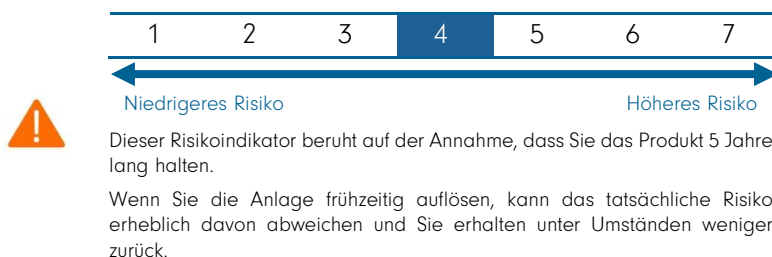 1 2 3 4 5 6 7
Niedrigeres Risiko Höheres Risiko
Dieser Risikoindikator beruht auf der Annahme, dass Sie das Produkt 5 Jahre
lang halten.
Wenn Sie die Anlage frühzeitig auflösen, kann das tatsächliche Risiko
erheblich davon abweichen und Sie erhalten unter Umständen weniger
zurück.